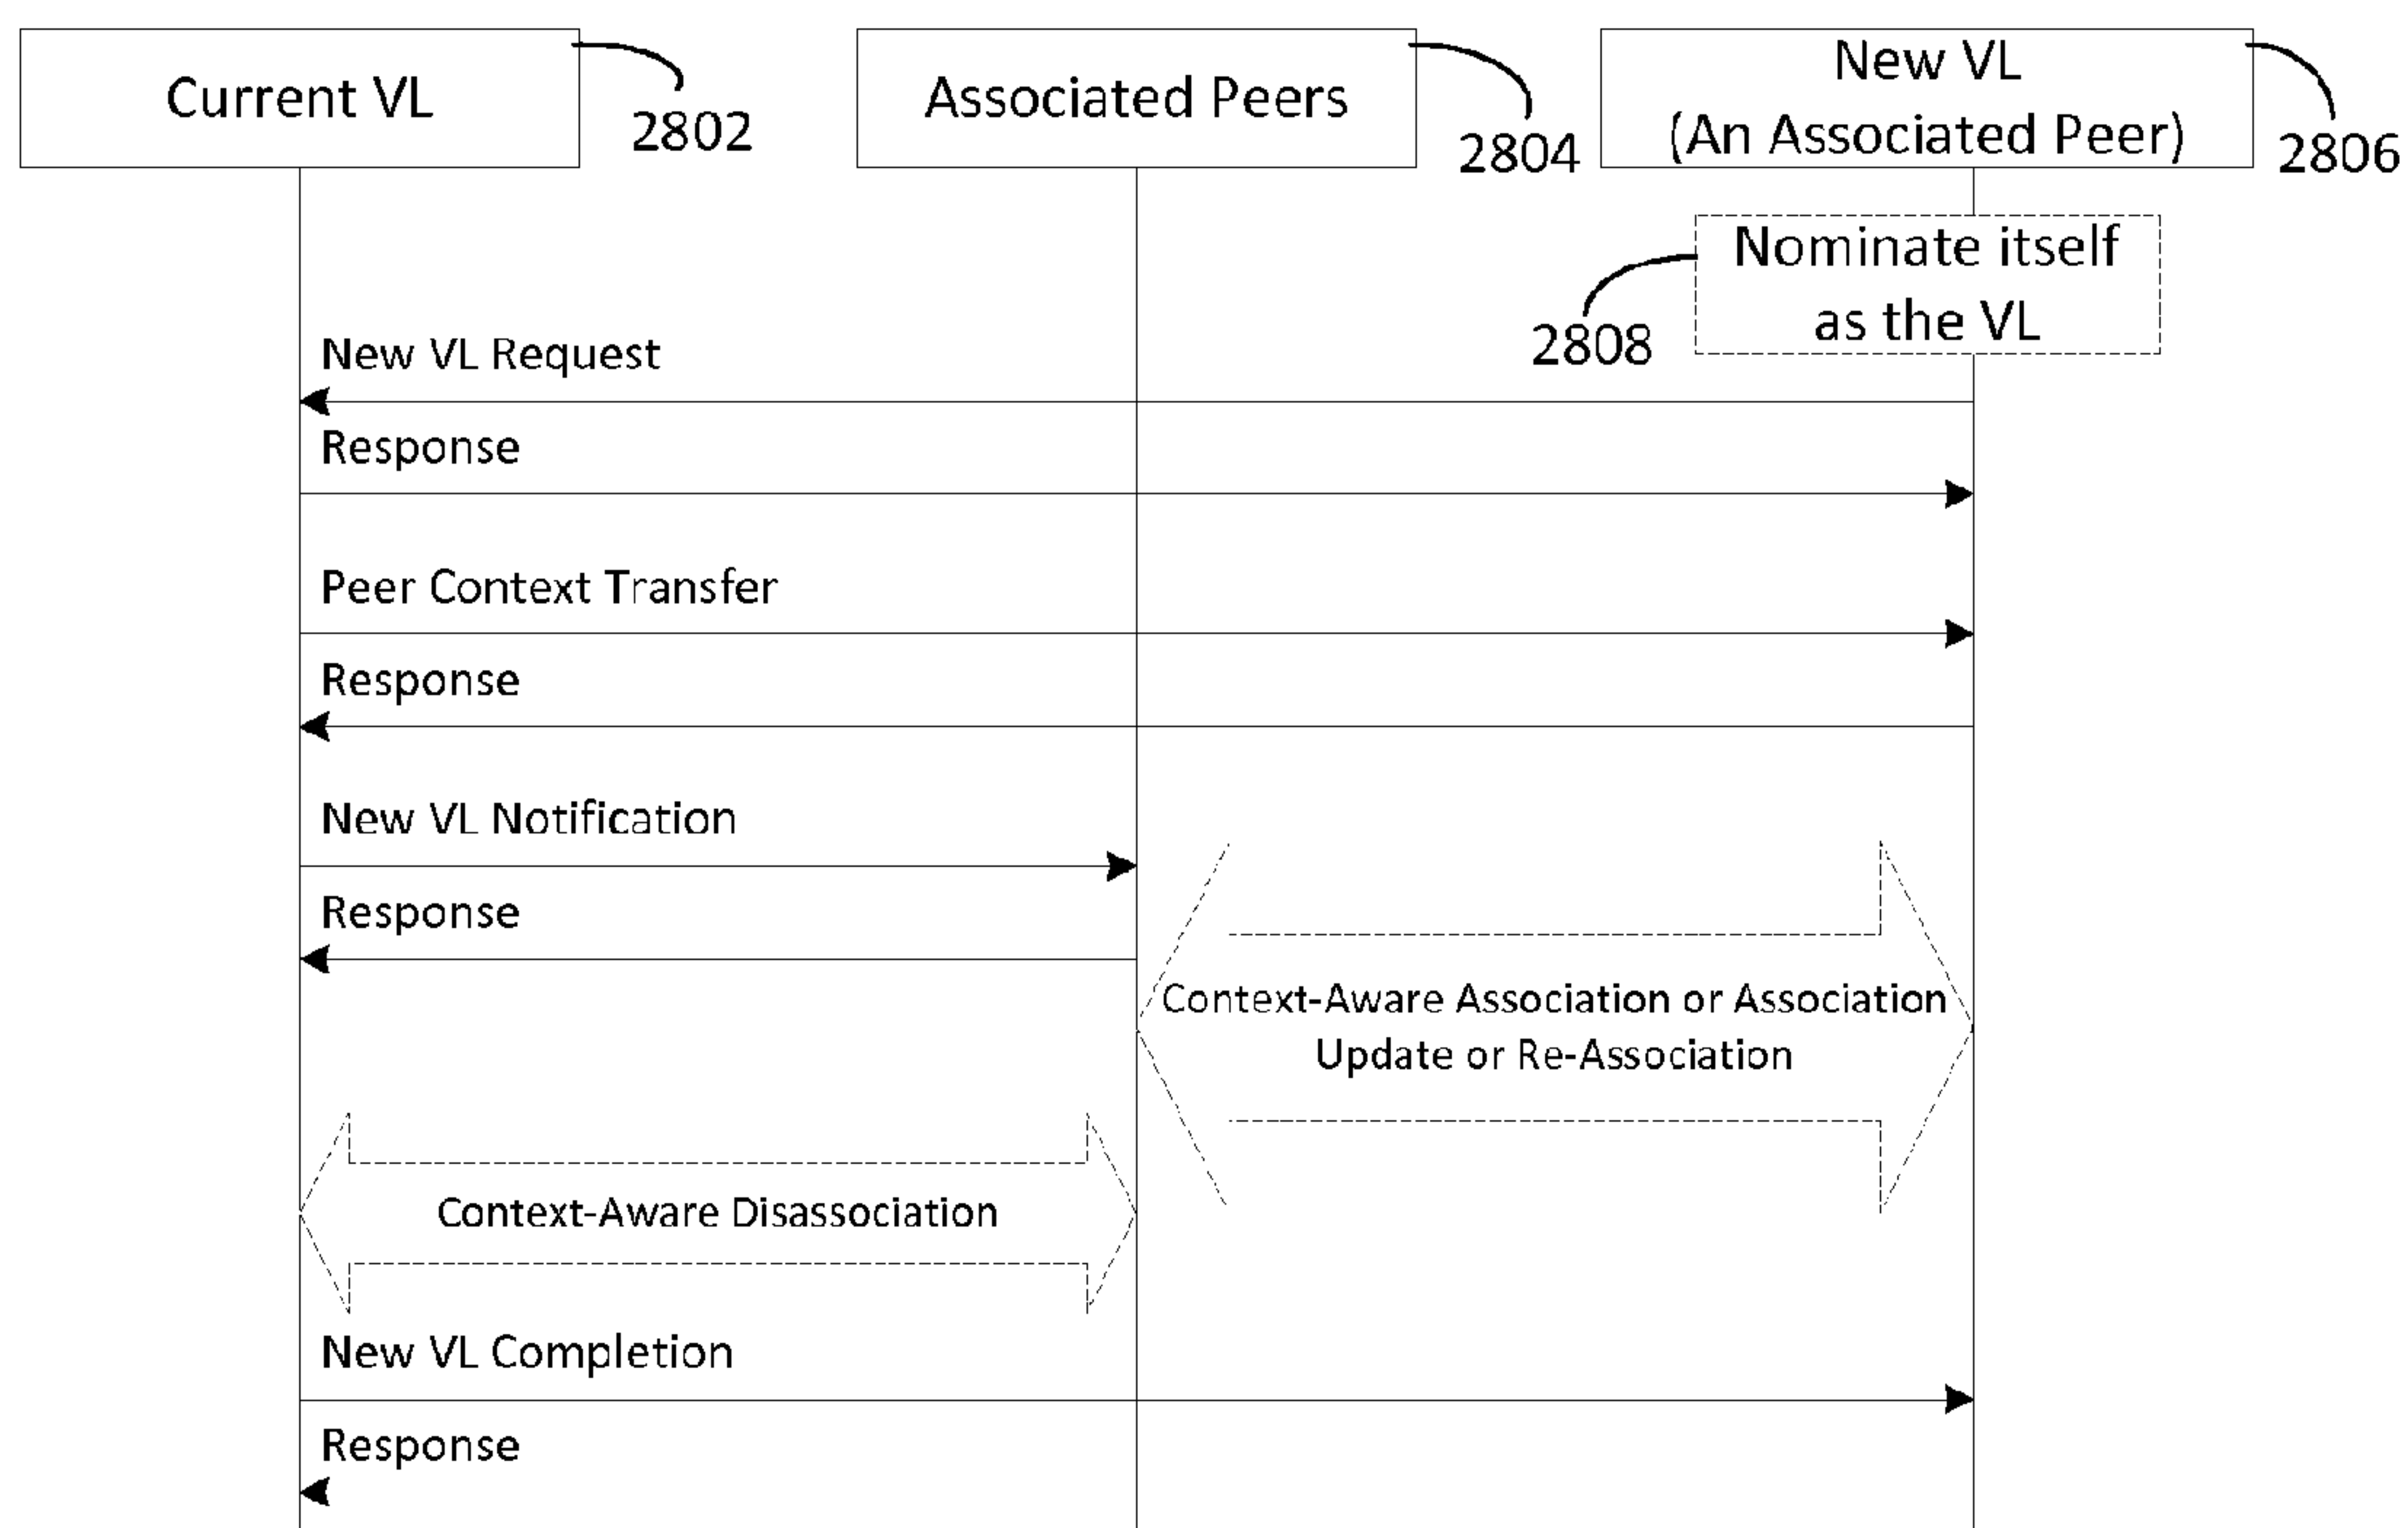 Current VL
2802
Associated Peers
2804
New VL
(An Associated Peer)
2806
Nominate itself
as the VL
2808
New VL Request
Response
Peer Context Transfer
Response
New VL Notification
Response
Context-Aware Association or Association
Update or Re-Association
Context-Aware Disassociation
New VL Completion
Response